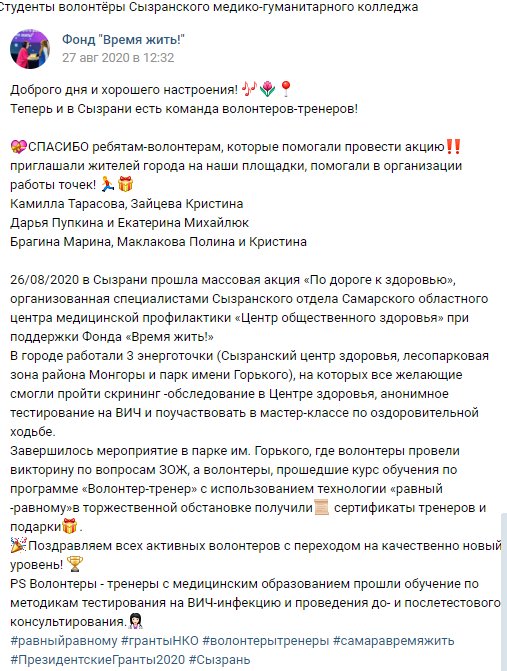 Студенты волонтёры Сызранского медико-гуманитарного колледжа
Фонд "Время жить!"
27 авг 2020 в 12:32
Доброго дня и хорошего настроения! 🎶🌷📍
Теперь и в Сызрани есть команда волонтеров-тренеров!
💝СПАСИБО ребятам-волонтерам, которые помогали провести акцию‼
приглашали жителей города на наши площадки, помогали в организации
работы точек! 🏃🎁
Камилла Тарасова, Зайцева Кристина
Дарья Пупкина и Екатерина Михайлюк
Брагина Марина, Маклакова Полина и Кристина
26/08/2020 в Сызрани прошла массовая акция «По дороге к здоровью»,
организованная специалистами Сызранского отдела Самарского областного
центра медицинской профилактики «Центр общественного здоровья» при
поддержки Фонда «Время жить!»
В городе работали 3 энерготочки (Сызранский центр здоровья, лесопарковая
зона района Монгоры и парк имени Горького), на которых все желающие
смогли пройти скрининг -обследование в Центре здоровья, анонимное
тестирование на ВИЧ и поучаствовать в мастер-классе по оздоровительной
ходьбе.
Завершилось мероприятие в парке им. Горького, где волонтеры провели
викторину по вопросам ЗОЖ, а волонтеры, прошедшие курс обучения по
программе «Волонтер-тренер» с использованием технологии «равный
-равному»в торжественной обстановке получили📜 сертификаты тренеров и
подарки🎁.
🎉Поздравляем всех активных волонтеров с переходом на качественно новый
уровень! 🏆
PS Волонтеры - тренеры с медицинским образованием прошли обучение по
методикам тестирования на ВИЧ-инфекцию и проведения до- и послетестового
консультирования.👩‍⚕
#равныйравному #грантыНКО #волонтерытренеры #самаравремяжить
#ПрезидентскиеГранты2020 #Сызрань